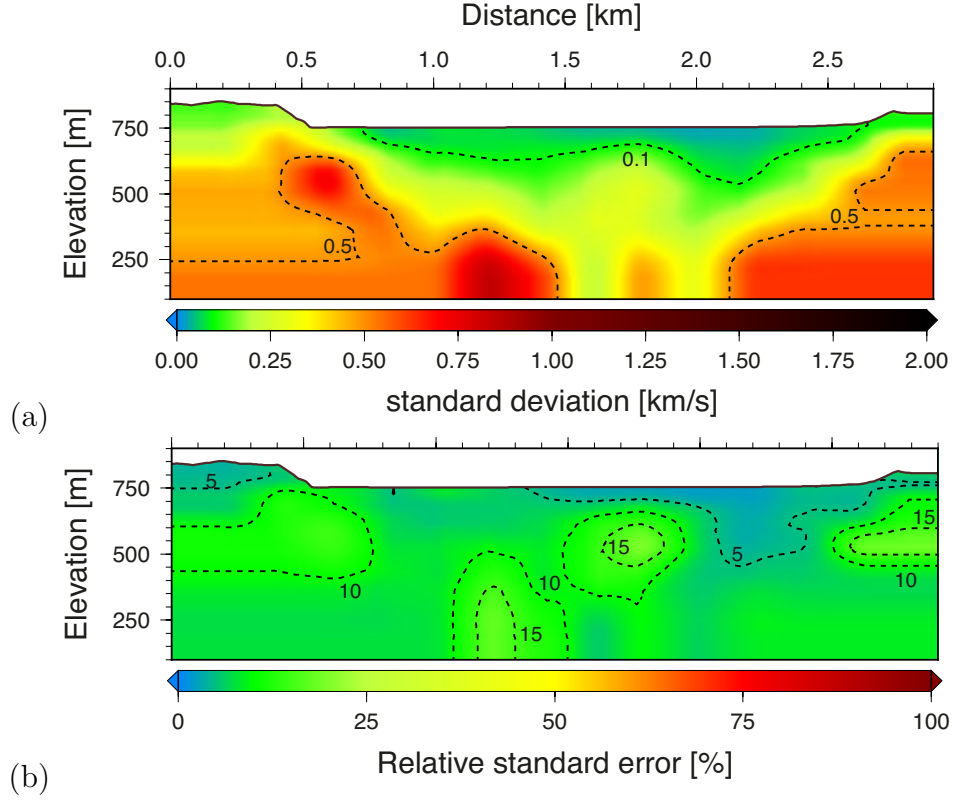 Distance [km]
0.0 0.5 1.0 1.5 2.0 2.5
Elevation [m]
750
500
250
0.1
0.5
0.5
0.00 0.25 0.50 0.75 1.00 1.25 1.50 1.75 2.00
standard deviation [km/s]
(a)
Elevation [m]
750
500
250
5
10
15
10
15
5
15
10
0 25 50 75 100
Relative standard error [%]
(b)